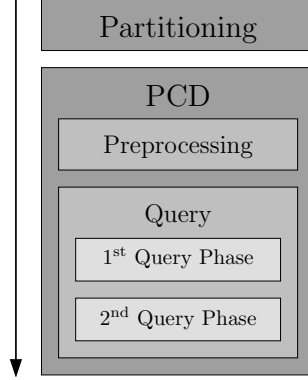 Partitioning
PCD
Preprocessing
Query
1st Query Phase
2nd Query Phase